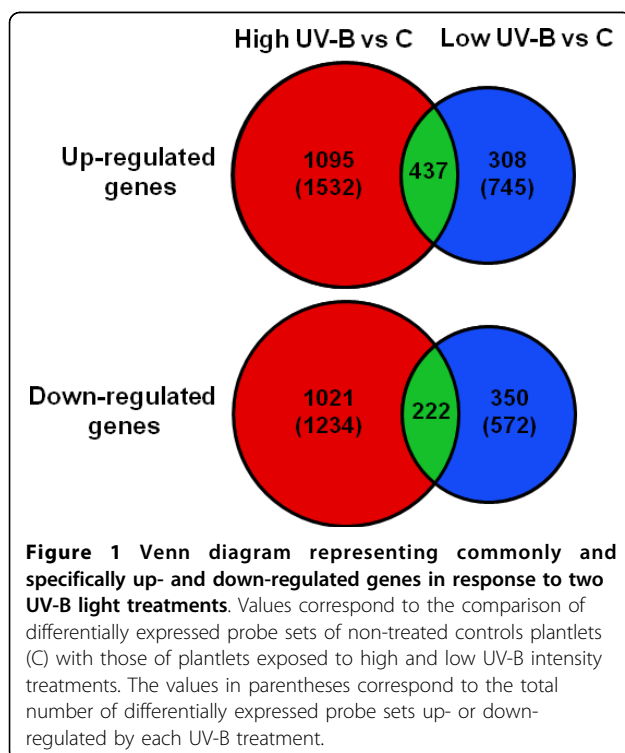 High UV-B vs C Low UV-B vs C
Up-regulated
genes
1095
(1532)
437
308
(745)
Down-regulated
genes
1021
(1234)
222
350
(572)
Figure 1 Venn diagram representing commonly and
specifically up- and down-regulated genes in response to two
UV-B light treatments. Values correspond to the comparison of
differentially expressed probe sets of non-treated controls plantlets
(C) with those of plantlets exposed to high and low UV-B intensity
treatments. The values in parentheses correspond to the total
number of differentially expressed probe sets up- or down-
regulated by each UV-B treatment.